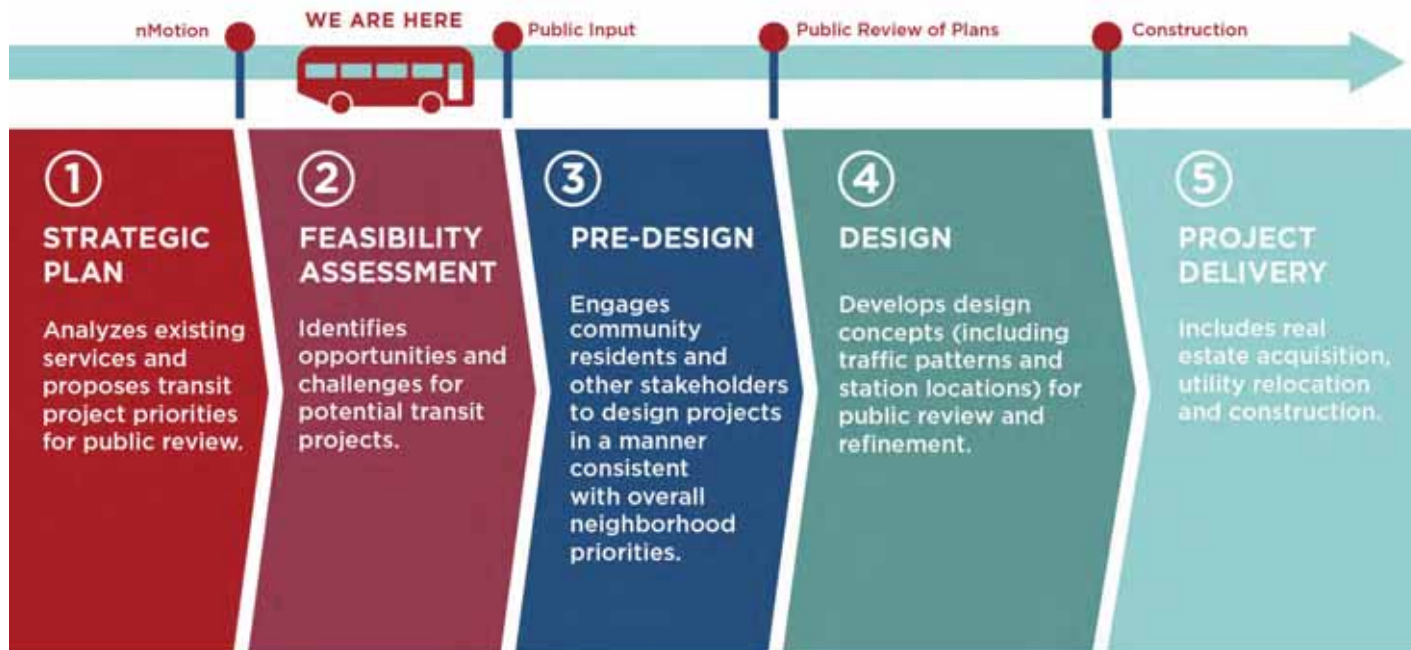 WE ARE HERE
nMotion
Public Input
Public Review of Plans
Construction
1
STRATEGIC
PLAN
Analyzes existing
services and
proposes transit
project priorities
for public review.
2
FEASIBILITY
ASSESSMENT
Identifies
opportunities and
challenges for
potential transit
projects.
3
PRE-DESIGN
Engages
community
residents and
other stakeholders
to design projects
in a manner
consistent
with overall
neighborhood
priorities.
4
DESIGN
Develops design
concepts (including
traffic patterns and
station locations) for
public review and
refinement.
5
PROJECT
DELIVERY
Includes real
estate acquisition,
utility relocation
and construction.